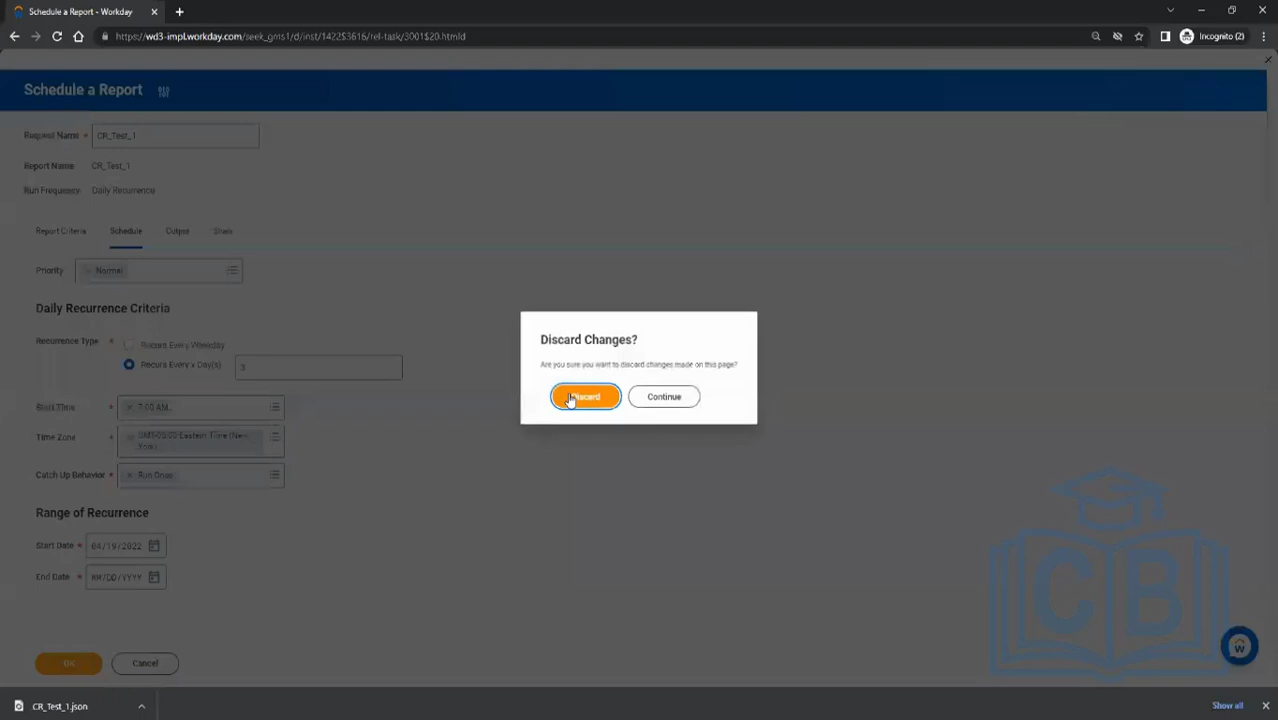 Schedule a Report - Workday
https://wd3-impl.workday.com/seek_gms1/d/inst/1422$3616/rel-task/3001$20.htmld
Incognito (2)
Schedule a Report
Request Name * CR_Test_1
Report Name CR_Test_1
Run Frequency Daily Recurrence
Report Criteria Schedule Output Share
Priority × Normal
Daily Recurrence Criteria
Recurrence Type * Recurs Every Weekday
Recurs Every x Day(s) 3
Start Time * × 7:00 AM
Time Zone * × GMT-05:00 Eastern Time (New York)
Catch Up Behavior * × Run Once
Range of Recurrence
Start Date * 04/19/2022
End Date * MM/DD/YYYY
Discard Changes?
Are you sure you want to discard changes made on this page?
Discard Continue
OK Cancel
CB
W
CR_Test_1.json
Show all